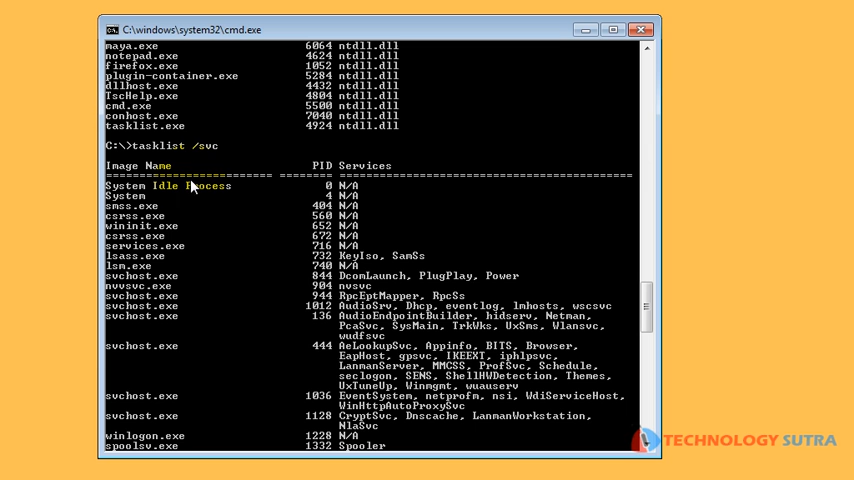 C:\windows\system32\cmd.exe
maya.exe 6064 ntdll.dll
notepad.exe 4624 ntdll.dll
firefox.exe 1052 ntdll.dll
plugin-container.exe 5284 ntdll.dll
dllhost.exe 4432 ntdll.dll
TscHelp.exe 4804 ntdll.dll
cmd.exe 5500 ntdll.dll
conhost.exe 7040 ntdll.dll
tasklist.exe 4924 ntdll.dll
C:\>tasklist /svc
Image Name PID Services
========================= ======== ============================================
System Idle Process 0 N/A
System 4 N/A
smss.exe 404 N/A
csrss.exe 560 N/A
wininit.exe 652 N/A
csrss.exe 672 N/A
services.exe 716 N/A
lsass.exe 732 KeyIso, SamSs
lsm.exe 740 N/A
svchost.exe 844 DcomLaunch, PlugPlay, Power
nvvsvc.exe 904 nvsvc
svchost.exe 944 RpcEptMapper, RpcSs
svchost.exe 1012 AudioSrv, Dhcp, eventlog, lmhosts, wscsvc
svchost.exe 136 AudioEndpointBuilder, hidserv, Netman,
PcaSvc, SysMain, TrkWks, UxSms, Wlansvc,
wudfsvc
svchost.exe 444 AeLookupSvc, Appinfo, BITS, Browser,
EapHost, gpsvc, IKEEXT, iphlpsvc,
LanmanServer, MMCSS, ProfSvc, Schedule,
seclogon, SENS, ShellHWDetection, Themes,
UxTuneUp, Winmgmt, wuauserv
svchost.exe 1036 EventSystem, netprofm, nsi, WdiServiceHost,
WinHttpAutoProxySvc
svchost.exe 1128 CryptSvc, Dnscache, LanmanWorkstation,
NlaSvc
winlogon.exe 1228 N/A
spoolsv.exe 1332 Spooler
TECHNOLOGY SUTRA